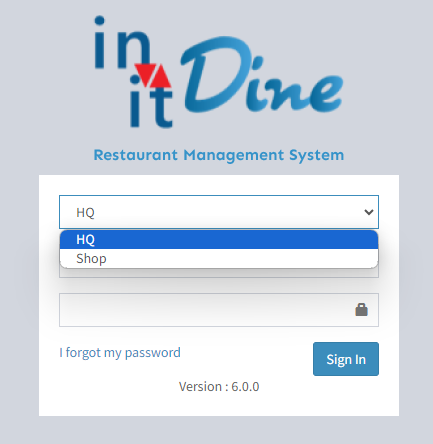 in
it Dine
Restaurant Management System
HQ
HQ
Shop
I forgot my password
Sign In
Version : 6.0.0